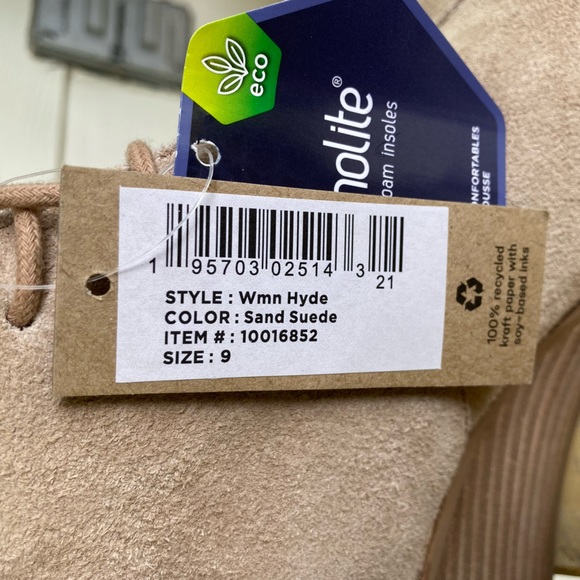 eco
nolite®
oam insoles
ONFORTABLES
OUSSE
1 95703 02514 3
21
STYLE : Wmn Hyde
COLOR : Sand Suede
ITEM # : 10016852
SIZE : 9
100% recycled
kraft paper with
soy-based inks